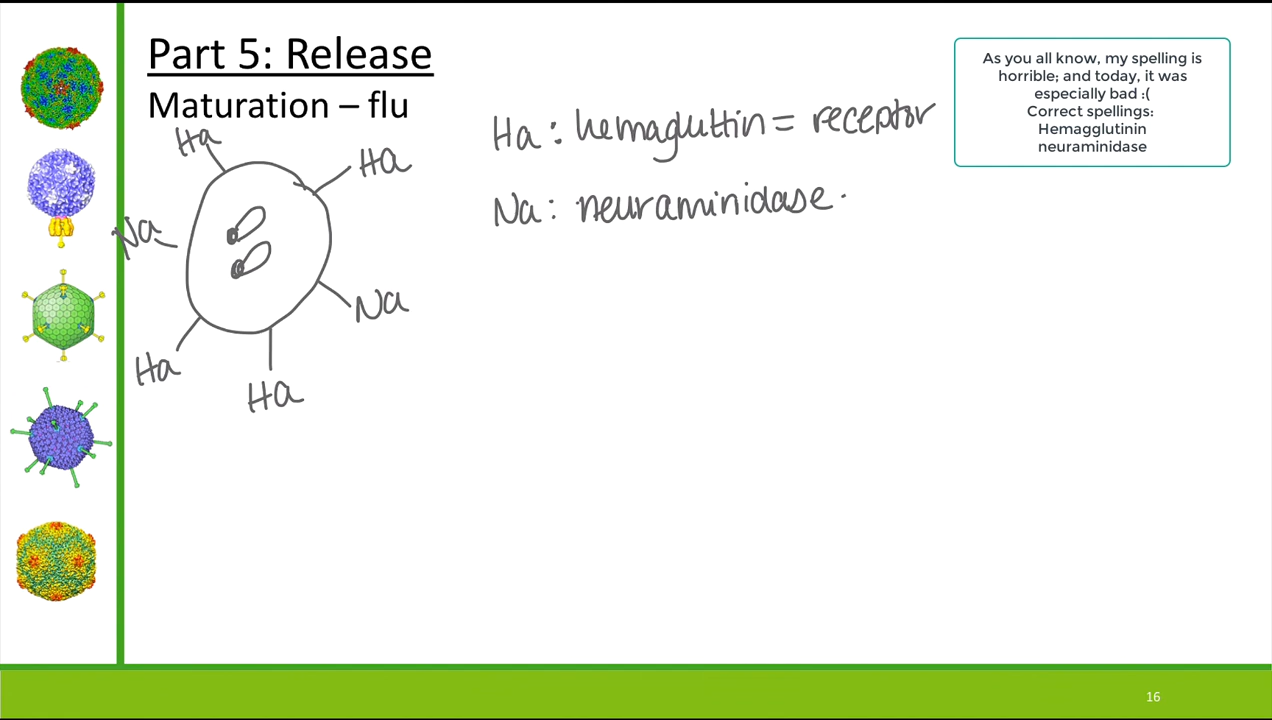 Part 5: Release
Maturation – flu
As you all know, my spelling is
horrible; and today, it was
especially bad :(
Correct spellings:
Hemagglutinin
neuraminidase
Ha : hemagluttin = receptor
Na : neuraminidase.
Ha
Ha
Na
Na
Ha
Ha
16